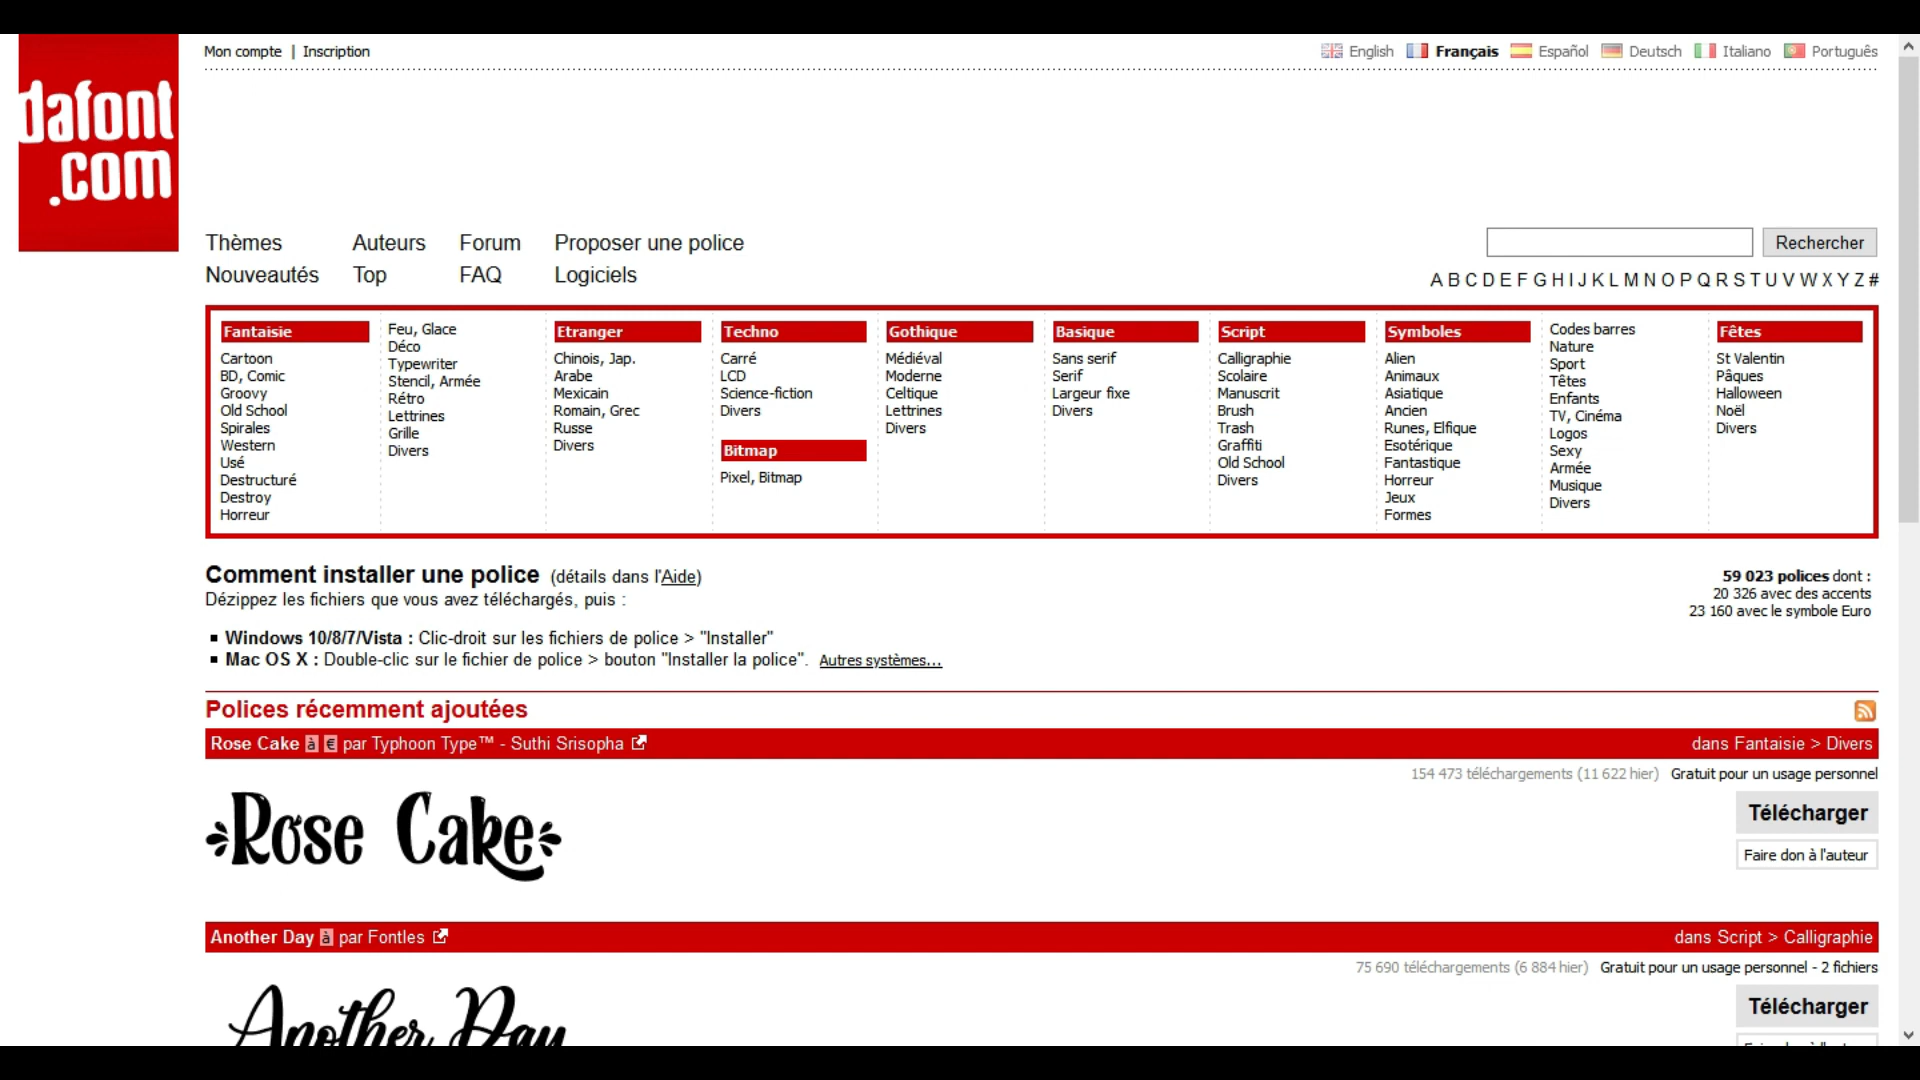 dafont
.com
Mon compte | Inscription
English Français Español Deutsch Italiano Português
Thèmes Auteurs Forum Proposer une police
Nouveautés Top FAQ Logiciels
Rechercher
A B C D E F G H I J K L M N O P Q R S T U V W X Y Z #
Fantaisie
Cartoon
BD, Comic
Groovy
Old School
Spirales
Western
Usé
Destructuré
Destroy
Horreur
Feu, Glace
Déco
Typewriter
Stencil, Armée
Rétro
Lettrines
Grille
Divers
Etranger
Chinois, Jap.
Arabe
Mexicain
Romain, Grec
Russe
Divers
Techno
Carré
LCD
Science-fiction
Divers
Bitmap
Pixel, Bitmap
Gothique
Médiéval
Moderne
Celtique
Lettrines
Divers
Basique
Sans serif
Serif
Largeur fixe
Divers
Script
Calligraphie
Scolaire
Manuscrit
Brush
Trash
Graffiti
Old School
Divers
Symboles
Alien
Animaux
Asiatique
Ancien
Runes, Elfique
Esotérique
Fantastique
Horreur
Jeux
Formes
Codes barres
Nature
Sport
Têtes
Enfants
TV, Cinéma
Logos
Sexy
Armée
Musique
Divers
Fêtes
St Valentin
Pâques
Halloween
Noël
Divers
Comment installer une police (détails dans l'Aide)
Dézippez les fichiers que vous avez téléchargés, puis :
▪ Windows 10/8/7/Vista : Clic-droit sur les fichiers de police > "Installer"
▪ Mac OS X : Double-clic sur le fichier de police > bouton "Installer la police". Autres systèmes...
59 023 polices dont :
20 326 avec des accents
23 160 avec le symbole Euro
Polices récemment ajoutées
Rose Cake à € par Typhoon Type™ - Suthi Srisopha dans Fantaisie > Divers
154 473 téléchargements (11 622 hier) Gratuit pour un usage personnel
Rose Cake
Télécharger
Faire don à l'auteur
Another Day à par Fontles dans Script > Calligraphie
75 690 téléchargements (6 884 hier) Gratuit pour un usage personnel - 2 fichiers
Another Day
Télécharger